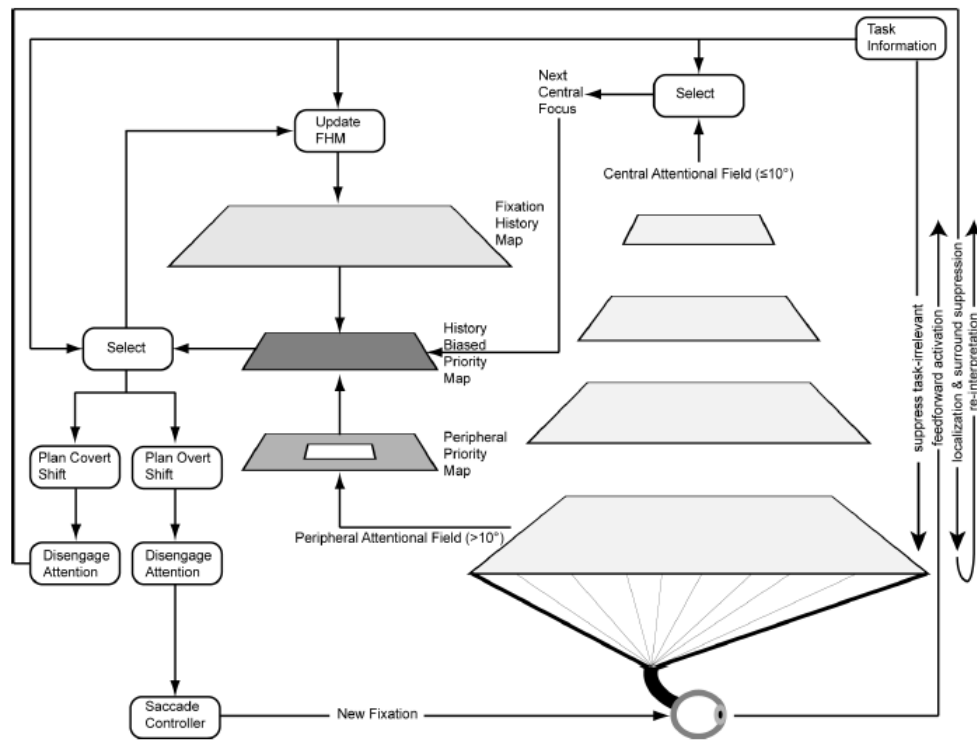 Task
Information
Next
Central
Focus
Select
Update
FHM
Central Attentional Field (≤10°)
Fixation
History
Map
Select
History
Biased
Priority
Map
Plan Covert
Shift
Plan Overt
Shift
Peripheral
Priority
Map
Peripheral Attentional Field (>10°)
Disengage
Attention
Disengage
Attention
Saccade
Controller
New Fixation
suppress task-irrelevant
feedforward activation
localization & surround suppression
re-interpretation